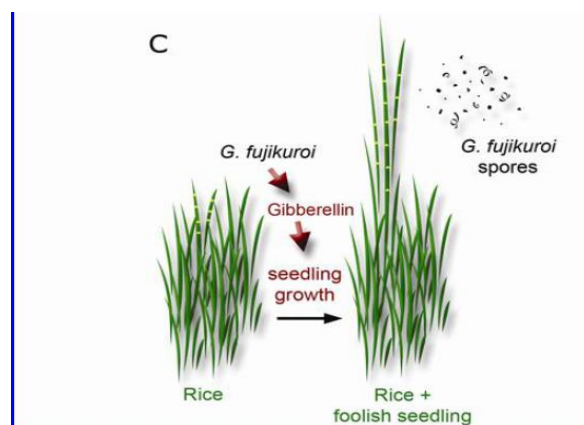 C
G. fujikuroi
spores
G. fujikuroi
Gibberellin
seedling
growth
Rice
Rice +
foolish seedling